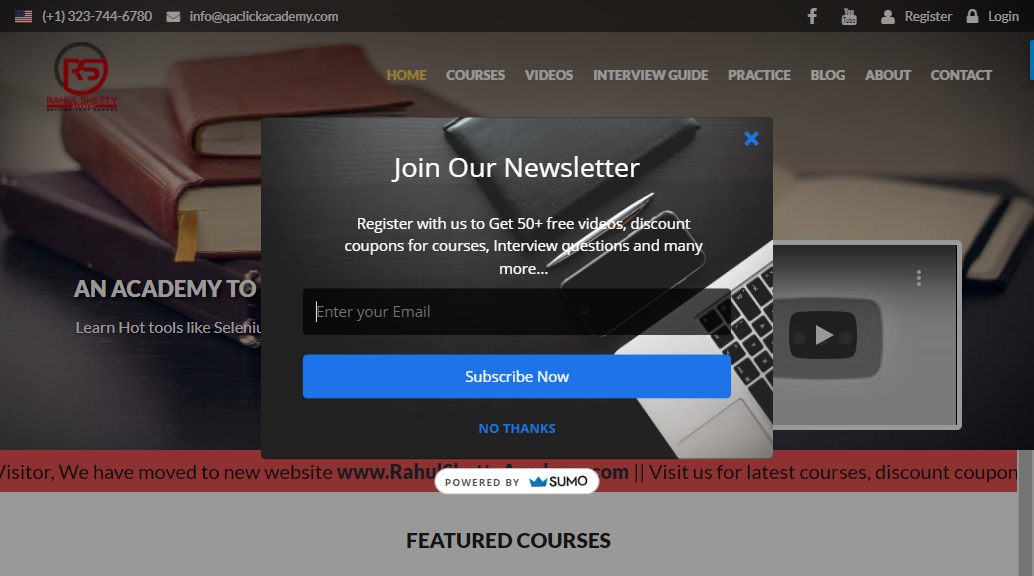 (+1) 323-744-6780 info@qaclickacademy.com You Tube Register Login
RS
RAHUL SHETTY
HOME COURSES VIDEOS INTERVIEW GUIDE PRACTICE BLOG ABOUT CONTACT
Join Our Newsletter
Register with us to Get 50+ free videos, discount
coupons for courses, Interview questions and many
more...
AN ACADEMY TO
Learn Hot tools like Seleniu
Enter your Email
Subscribe Now
NO THANKS
Visitor, We have moved to new website www.RahulShettyAcademy.com || Visit us for latest courses, discount coupon
POWERED BY SUMO
FEATURED COURSES